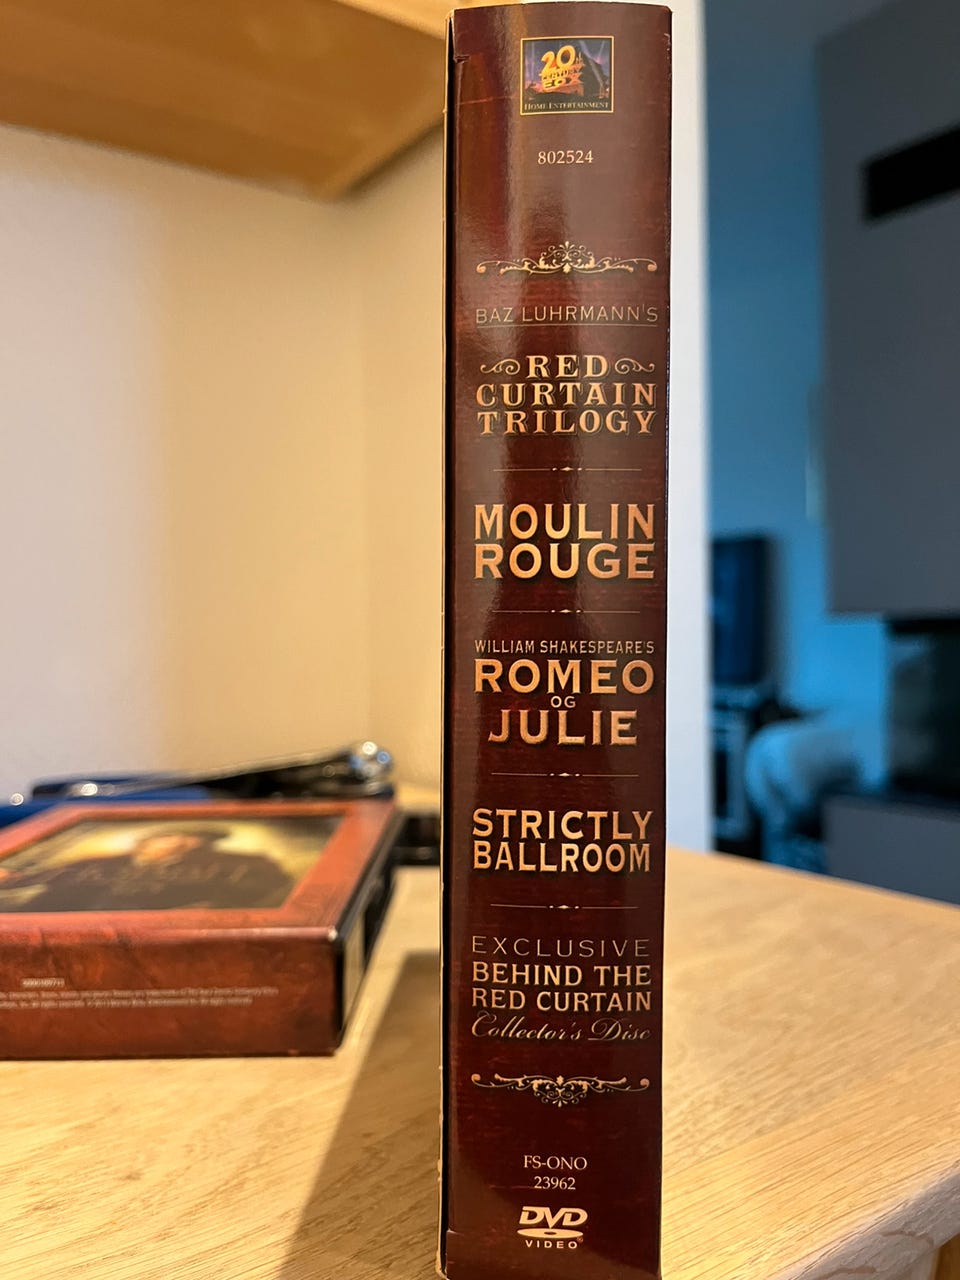 20
CENTURY
FOX
HOME ENTERTAINMENT
802524
BAZ LUHRMANN'S
RED
CURTAIN
TRILOGY
MOULIN
ROUGE
WILLIAM SHAKESPEARE'S
ROMEO
OG
JULIE
STRICTLY
BALLROOM
EXCLUSIVE
BEHIND THE
RED CURTAIN
Collector's Disc
FS-ONO
23962
DVD
VIDEO